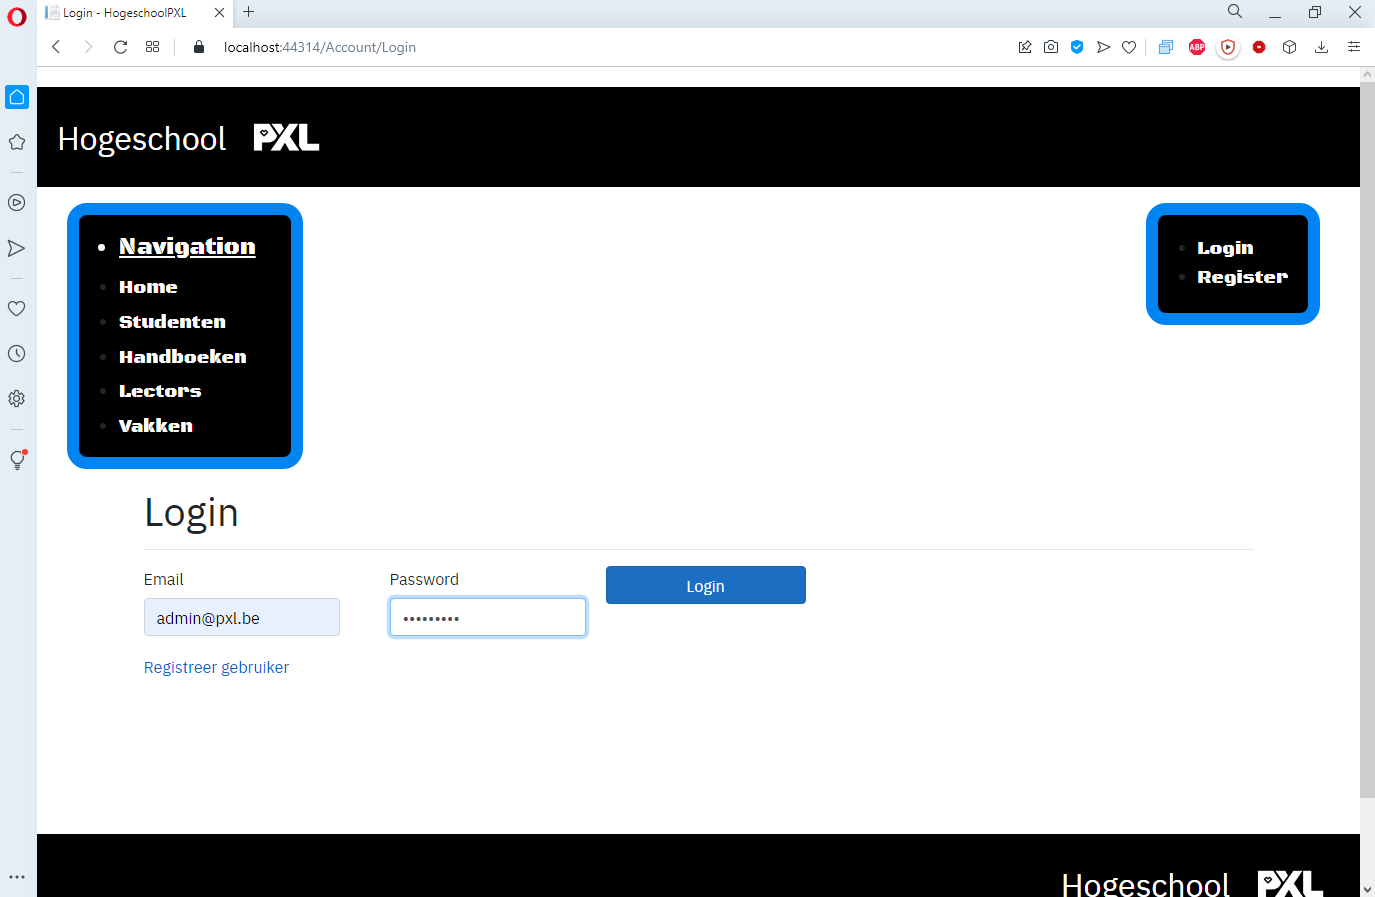 Login - HogeschoolPXL
localhost:44314/Account/Login
ABP
Hogeschool PXL
Navigation
Home
Studenten
Handboeken
Lectors
Vakken
Login
Register
Login
Email
Password
Login
admin@pxl.be
•••••••••
Registreer gebruiker
Hogeschool PXL